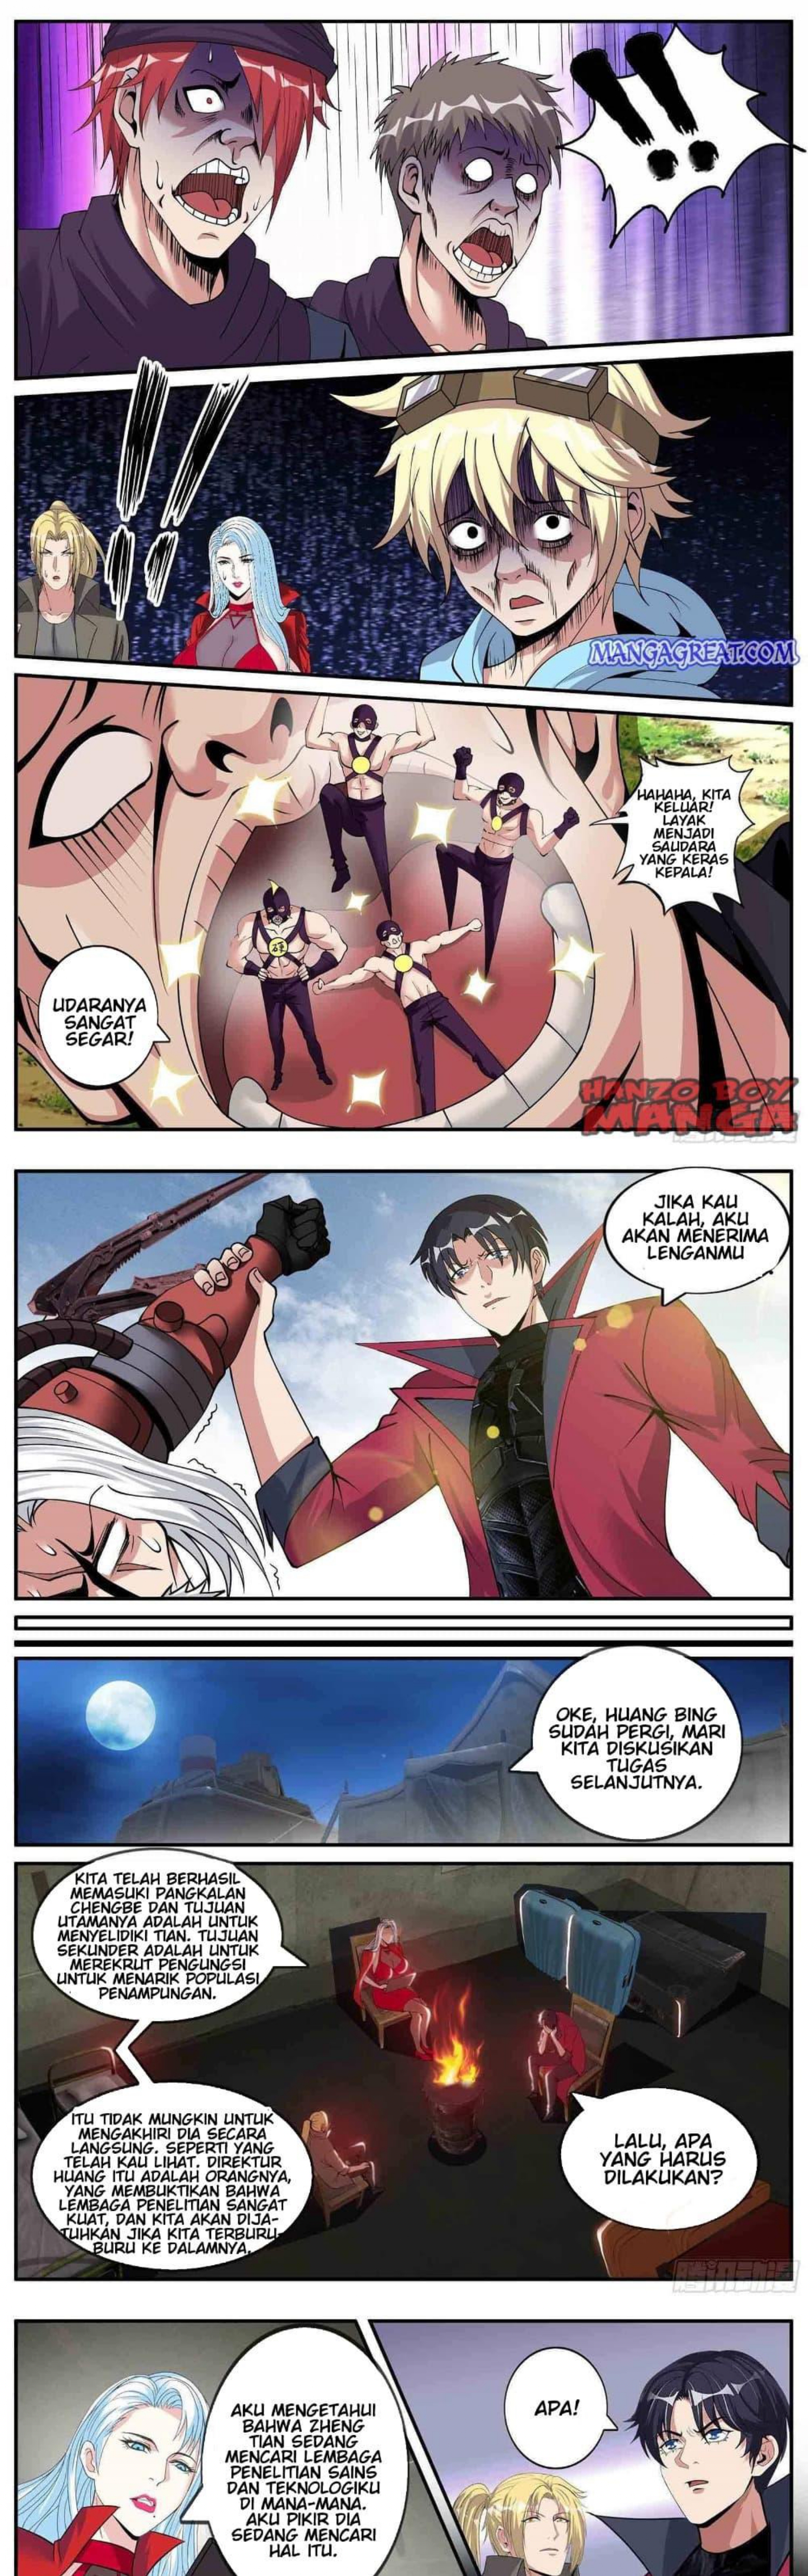 !!
!!
MANGAGREAT.COM
HAHAHA, KITA
KELUAR!
LAYAK
MENJADI
SAUDARA
YANG KERAS
KEPALA!
UDARANYA
SANGAT
SEGAR!
HANZO BOY
MANGA
JIKA KAU
KALAH, AKU
AKAN MENERIMA
LENGANMU
OKE, HUANG BING
SUDAH PERGI, MARI
KITA DISKUSIKAN
TUGAS
SELANJUTNYA.
KITA TELAH BERHASIL
MEMASUKI PANGKALAN
CHENGBE DAN TUJUAN
UTAMANYA ADALAH UNTUK
MENYELIDIKI TIAN. TUJUAN
SEKUNDER ADALAH UNTUK
MEREKRUT PENGUNGSI
UNTUK MENARIK POPULASI
PENAMPUNGAN.
ITU TIDAK MUNGKIN UNTUK
MENGAKHIRI DIA SECARA
LANGSUNG. SEPERTI YANG
TELAH KAU LIHAT. DIREKTUR
HUANG ITU ADALAH ORANGNYA,
YANG MEMBUKTIKAN BAHWA
LEMBAGA PENELITIAN SANGAT
KUAT, DAN KITA AKAN DIJA-
TUHKAN JIKA KITA TERBURU-
BURU KE DALAMNYA.
LALU, APA
YANG HARUS
DILAKUKAN?
AKU MENGETAHUI
BAHWA ZHENG
TIAN SEDANG
MENCARI LEMBAGA
PENELITIAN SAINS
DAN TEKNOLOGIKU
DI MANA-MANA.
AKU PIKIR DIA
SEDANG MENCARI
HAL ITU.
APA!